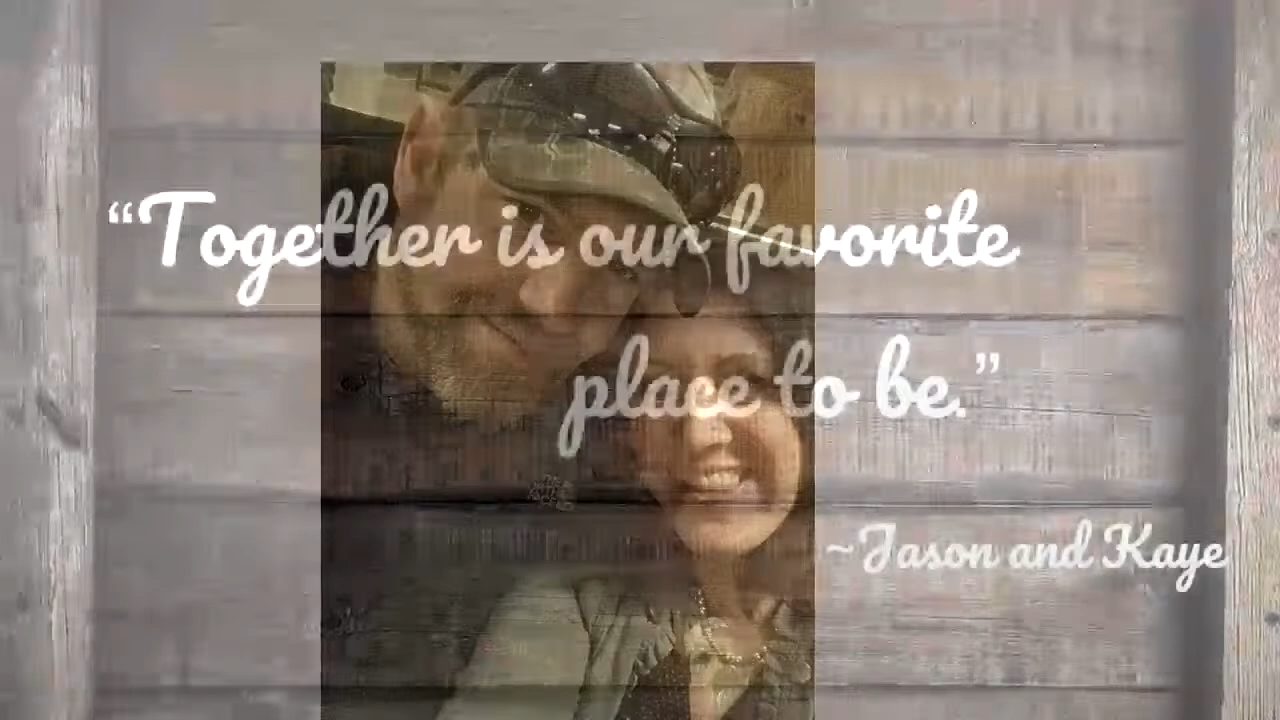 “Together is our favorite
place to be.”
~Jason and Kaye